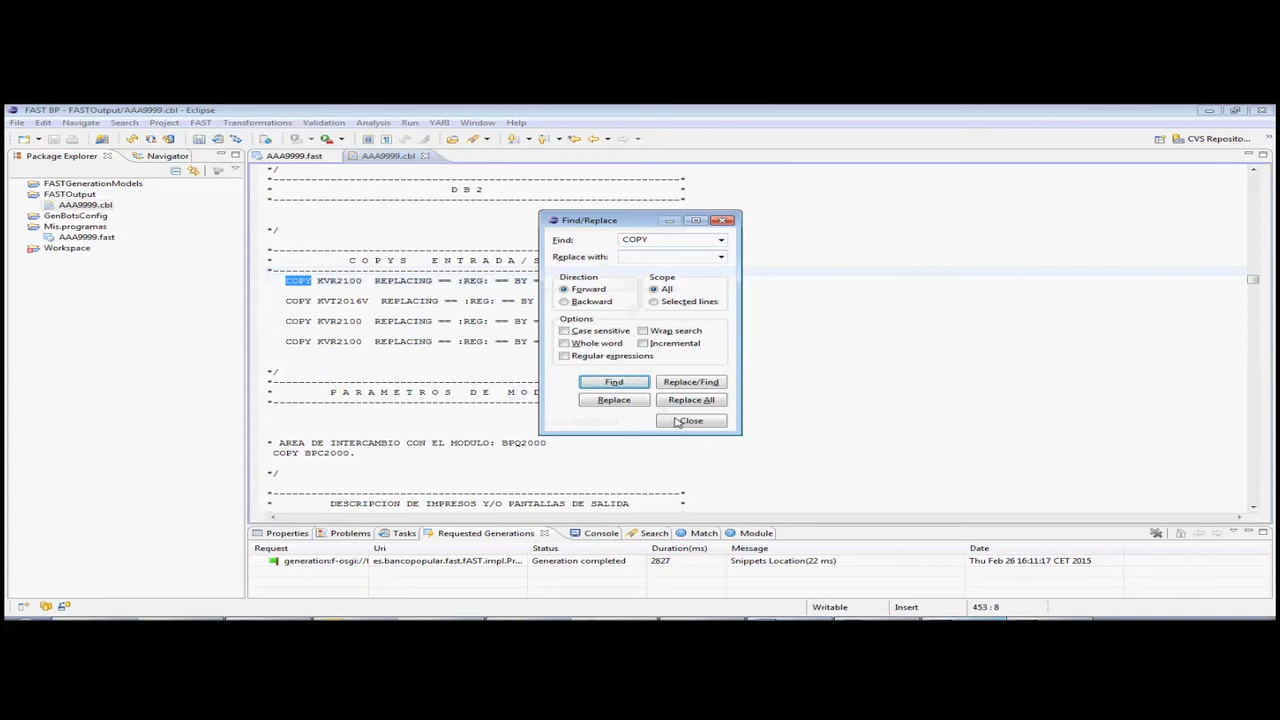 FAST BP - FASTOutput/AAA9999.cbl - Eclipse
File Edit Navigate Search Project FAST Transformations Validation Analysis Run YARI Window Help
CVS Reposito...
Package Explorer Navigator AAA9999.fast AAA9999.cbl
FASTGenerationModels
FASTOutput
AAA9999.cbl
GenBotsConfig
Mis.programas
AAA9999.fast
Workspace
*/
*----------------------------------------------------------------*
* D B 2 *
*----------------------------------------------------------------*
*/
*----------------------------------------------------------------*
* C O P Y S E N T R A D A / S
*----------------------------------------------------------------*
COPY KVR2100 REPLACING == :REG: == BY =
COPY KVT2016V REPLACING == :REG: == BY
COPY KVR2100 REPLACING == :REG: == BY =
COPY KVR2100 REPLACING == :REG: == BY =
*/
*----------------------------------------------------------------*
* P A R A M E T R O S D E M O D
*----------------------------------------------------------------*
* AREA DE INTERCAMBIO CON EL MODULO: BPQ2000
COPY BPC2000.
*/
*----------------------------------------------------------------*
* DESCRIPCION DE IMPRESOS Y/O PANTALLAS DE SALIDA *
Find/Replace
Find: COPY
Replace with:
Direction Scope
Forward All
Backward Selected lines
Options
Case sensitive Wrap search
Whole word Incremental
Regular expressions
Find Replace/Find
Replace Replace All
Close
Properties Problems Tasks Requested Generations Console Search Match Module
Request Uri Status Duration(ms) Message Date
generation:f-osgi:// es.bancopopular.fast.fAST.impl.Pr... Generation completed 2827 Snippets Location(22 ms) Thu Feb 26 16:11:17 CET 2015
Writable Insert 453 : 8